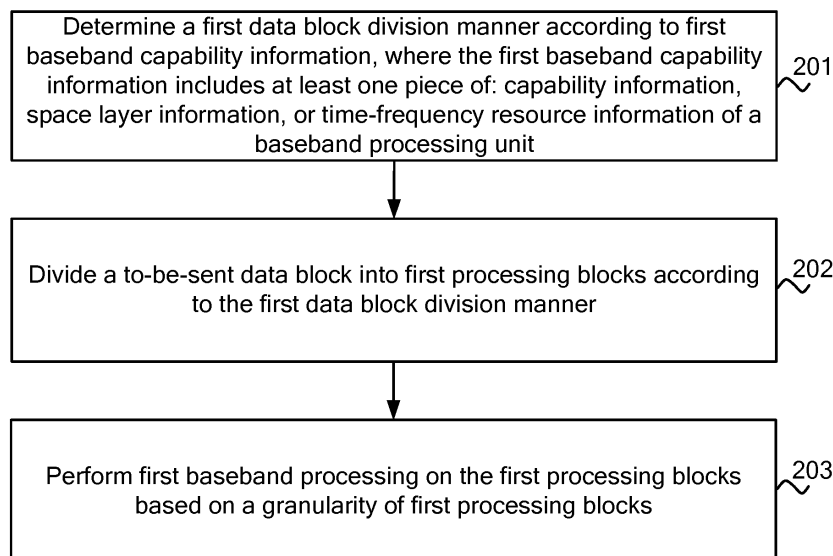 Determine a first data block division manner according to first
baseband capability information, where the first baseband capability
information includes at least one piece of: capability information,
space layer information, or time-frequency resource information of a
baseband processing unit
201
Divide a to-be-sent data block into first processing blocks according
to the first data block division manner
202
Perform first baseband processing on the first processing blocks
based on a granularity of first processing blocks
203